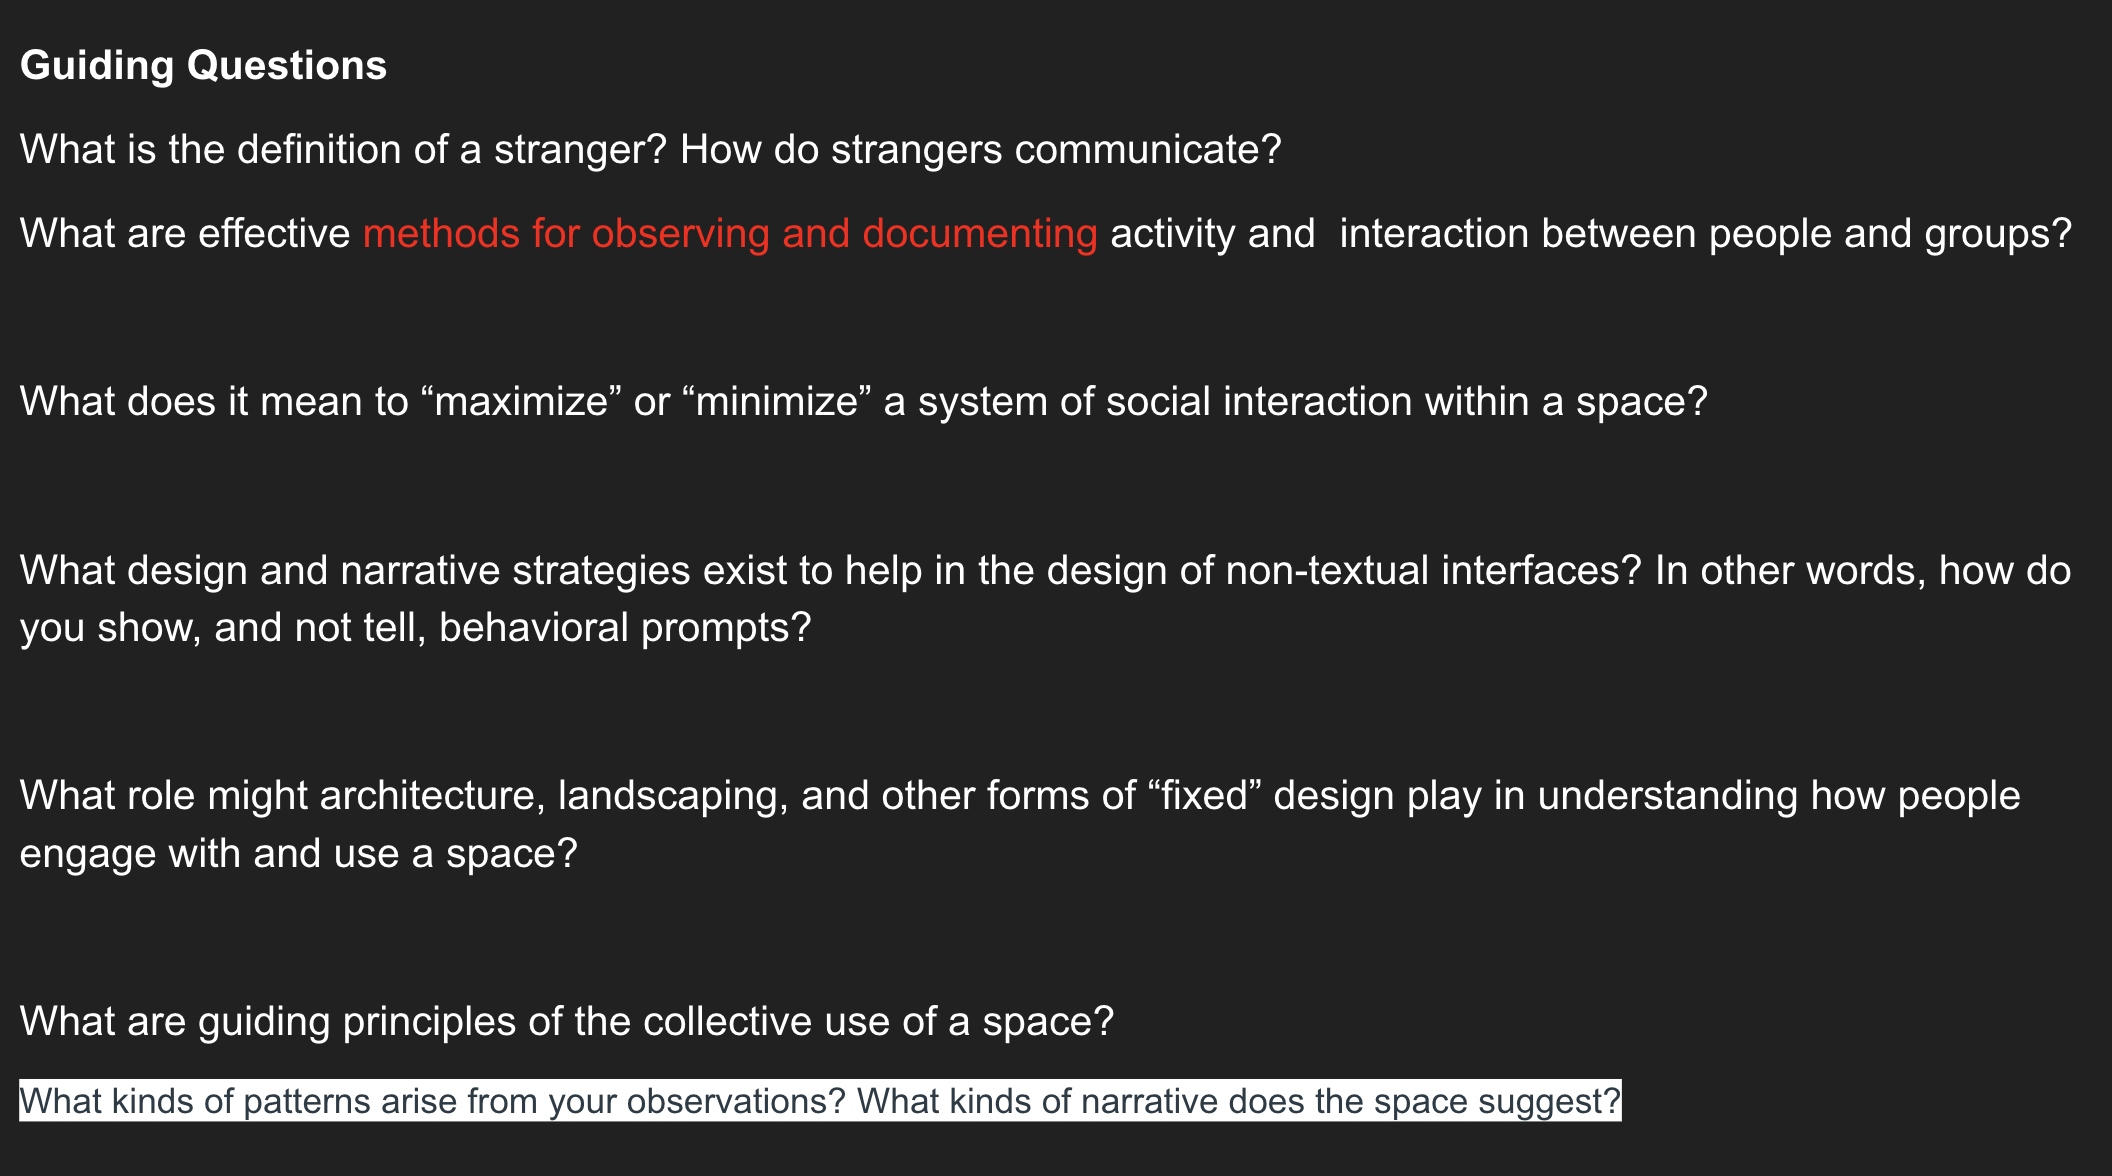 Guiding Questions
What is the definition of a stranger? How do strangers communicate?
What are effective methods for observing and documenting activity and  interaction between people and groups?
What does it mean to “maximize” or “minimize” a system of social interaction within a space?
What design and narrative strategies exist to help in the design of non-textual interfaces? In other words, how do
you show, and not tell, behavioral prompts?
What role might architecture, landscaping, and other forms of “fixed” design play in understanding how people
engage with and use a space?
What are guiding principles of the collective use of a space?
What kinds of patterns arise from your observations? What kinds of narrative does the space suggest?